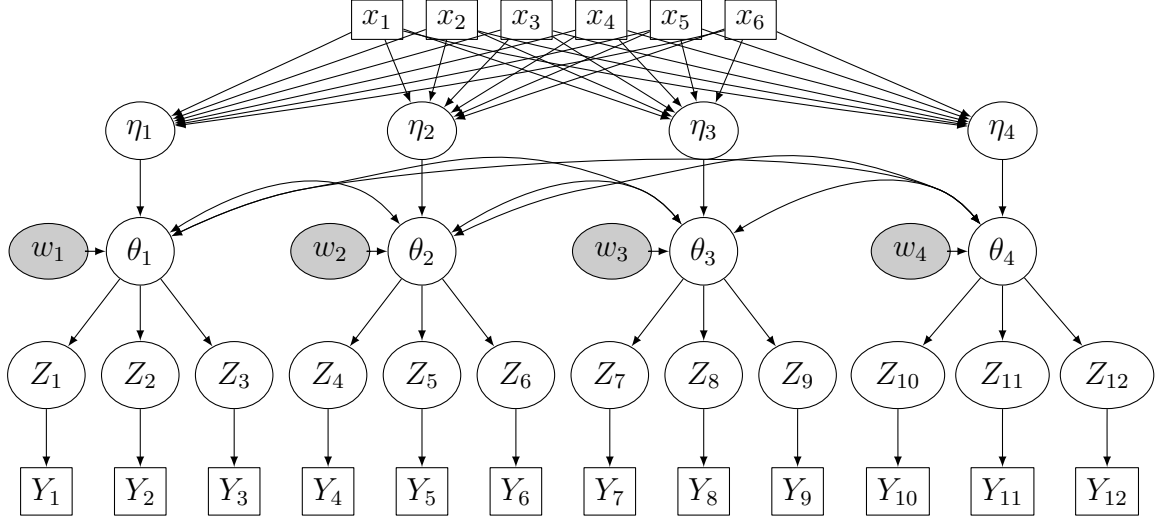 x₁ x₂ x₃ x₄ x₅ x₆
η₁ η₂ η₃ η₄
w₁ θ₁ w₂ θ₂ w₃ θ₃ w₄ θ₄
Z₁ Z₂ Z₃ Z₄ Z₅ Z₆ Z₇ Z₈ Z₉ Z₁₀ Z₁₁ Z₁₂
Y₁ Y₂ Y₃ Y₄ Y₅ Y₆ Y₇ Y₈ Y₉ Y₁₀ Y₁₁ Y₁₂